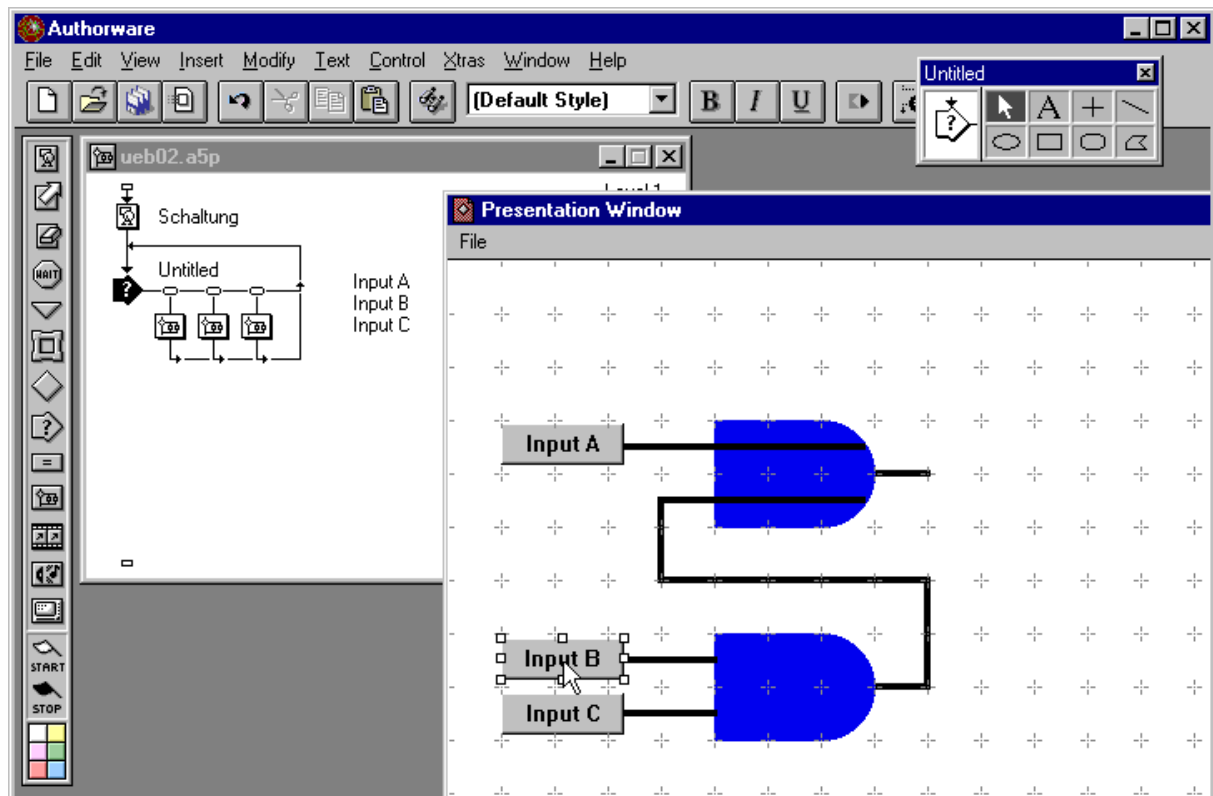 Authorware
File Edit View Insert Modify Text Control Xtras Window Help
(Default Style)
B I U
Untitled
A
ueb02.a5p
Level 1
Schaltung
Untitled
Input A
Input B
Input C
WAIT
START
STOP
Presentation Window
File
Input A
Input B
Input C